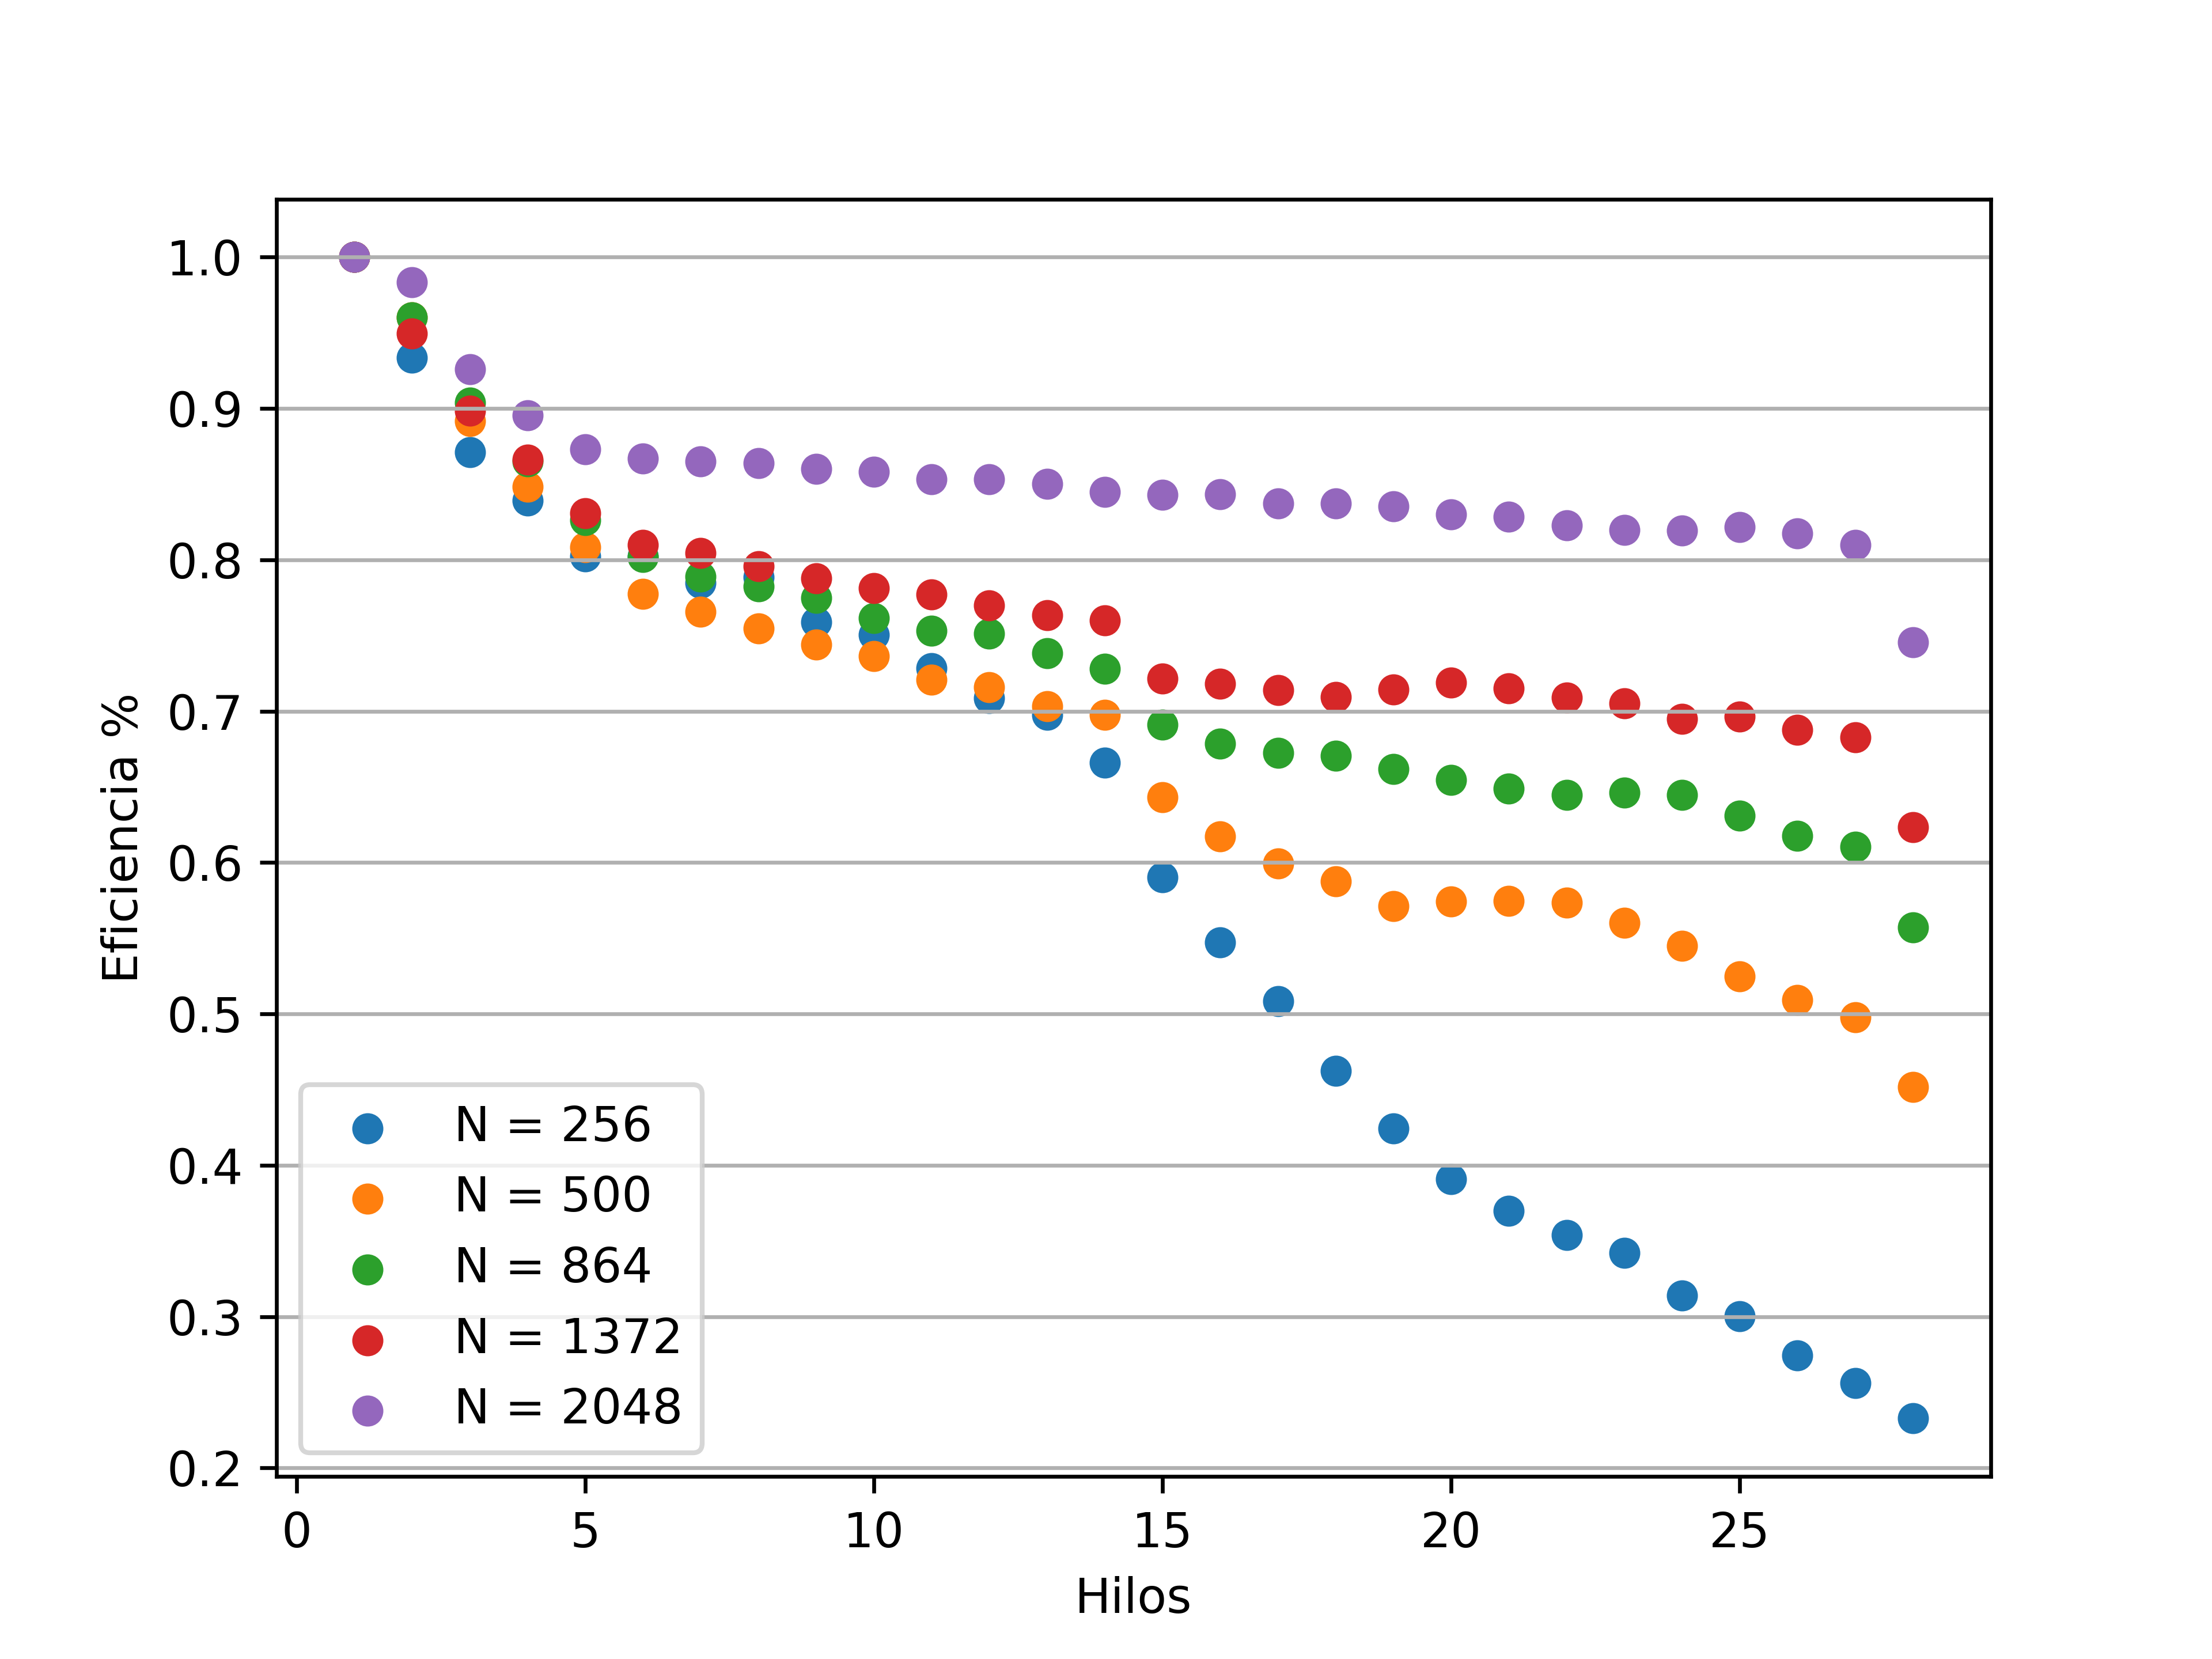 Eficiencia %
1.0
0.9
0.8
0.7
0.6
0.5
0.4
0.3
0.2
N = 256
N = 500
N = 864
N = 1372
N = 2048
0 5 10 15 20 25
Hilos